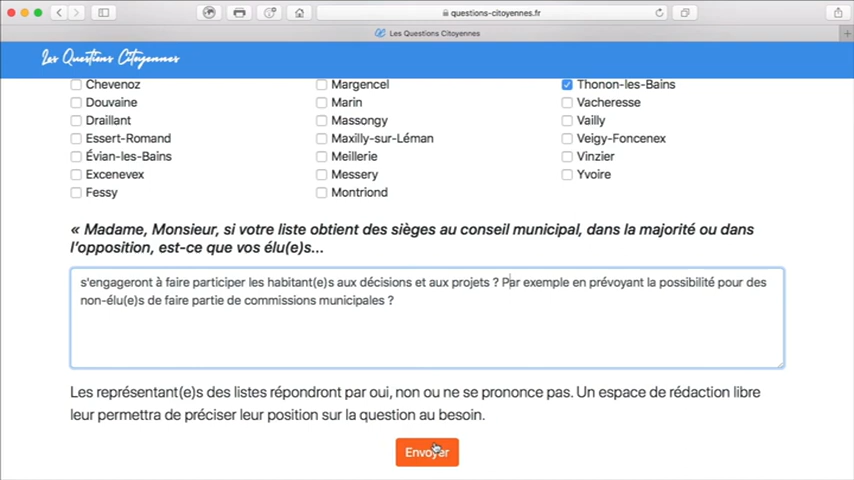 questions-citoyennes.fr
Les Questions Citoyennes
Les Questions Citoyennes
Chevenoz Margencel Thonon-les-Bains
Douvaine Marin Vacheresse
Draillant Massongy Vailly
Essert-Romand Maxilly-sur-Léman Veigy-Foncenex
Évian-les-Bains Meillerie Vinzier
Excenevex Messery Yvoire
Fessy Montriond
« Madame, Monsieur, si votre liste obtient des sièges au conseil municipal, dans la majorité ou dans
l'opposition, est-ce que vos élu(e)s...
s'engageront à faire participer les habitant(e)s aux décisions et aux projets ? Par exemple en prévoyant la possibilité pour des
non-élu(e)s de faire partie de commissions municipales ?
Les représentant(e)s des listes répondront par oui, non ou ne se prononce pas. Un espace de rédaction libre
leur permettra de préciser leur position sur la question au besoin.
Envoyer